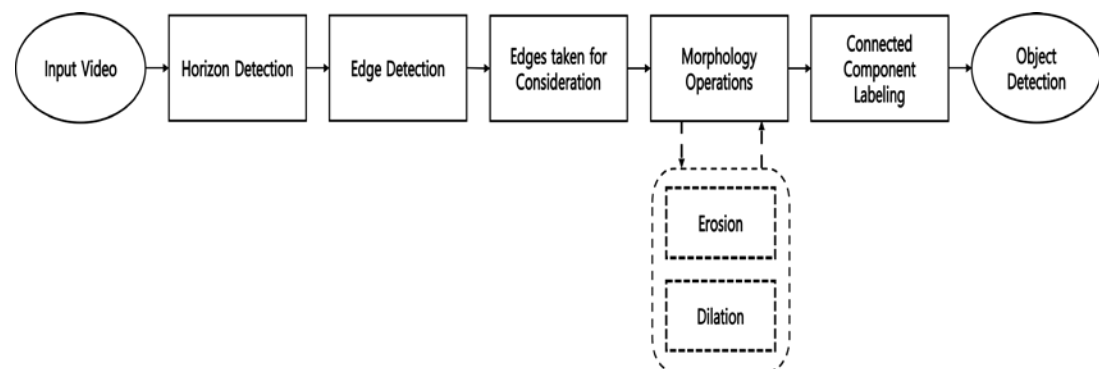 Input Video
Horizon Detection
Edge Detection
Edges taken for
Consideration
Morphology
Operations
Connected
Component
Labeling
Object
Detection
Erosion
Dilation